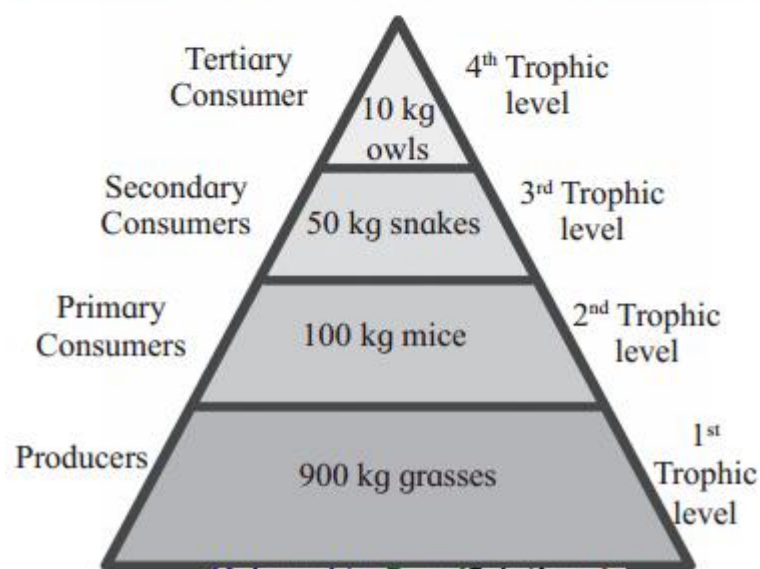 Tertiary
Consumer
10 kg
owls
4th Trophic
level
Secondary
Consumers
50 kg snakes
3rd Trophic
level
Primary
Consumers
100 kg mice
2nd Trophic
level
Producers
900 kg grasses
1st
Trophic
level